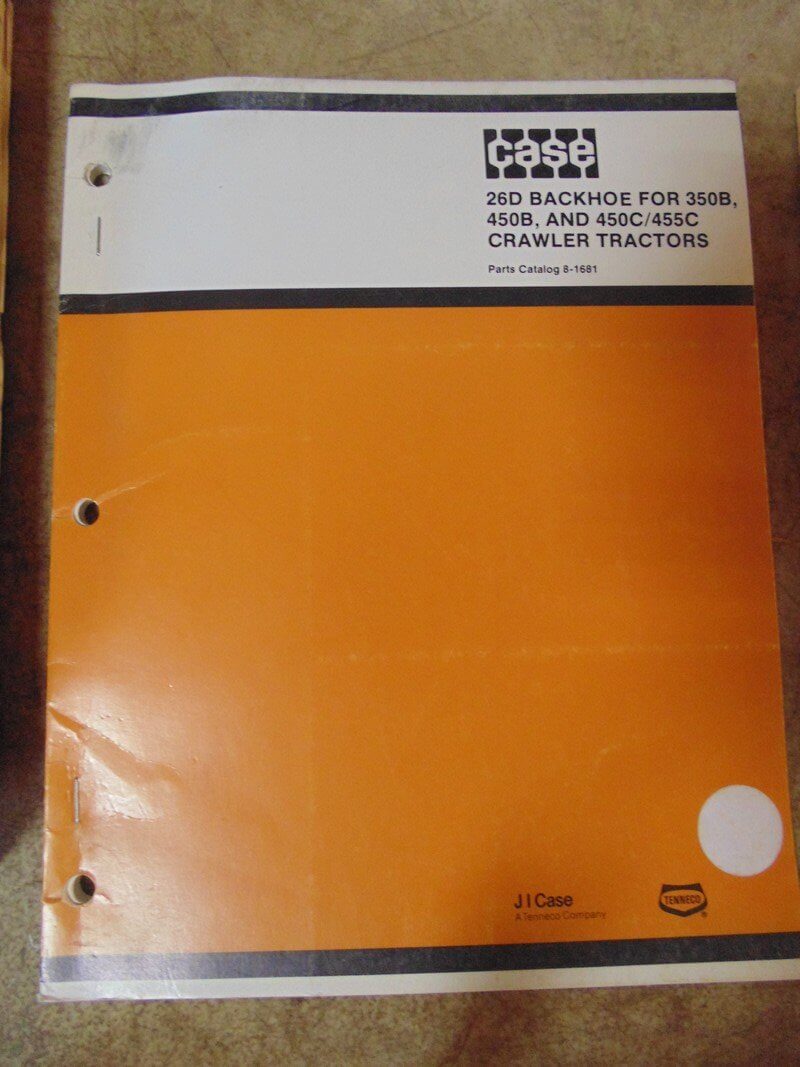 case
26D BACKHOE FOR 350B,
450B, AND 450C/455C
CRAWLER TRACTORS
Parts Catalog 8-1681
J I Case
A Tenneco Company
TENNECO
®